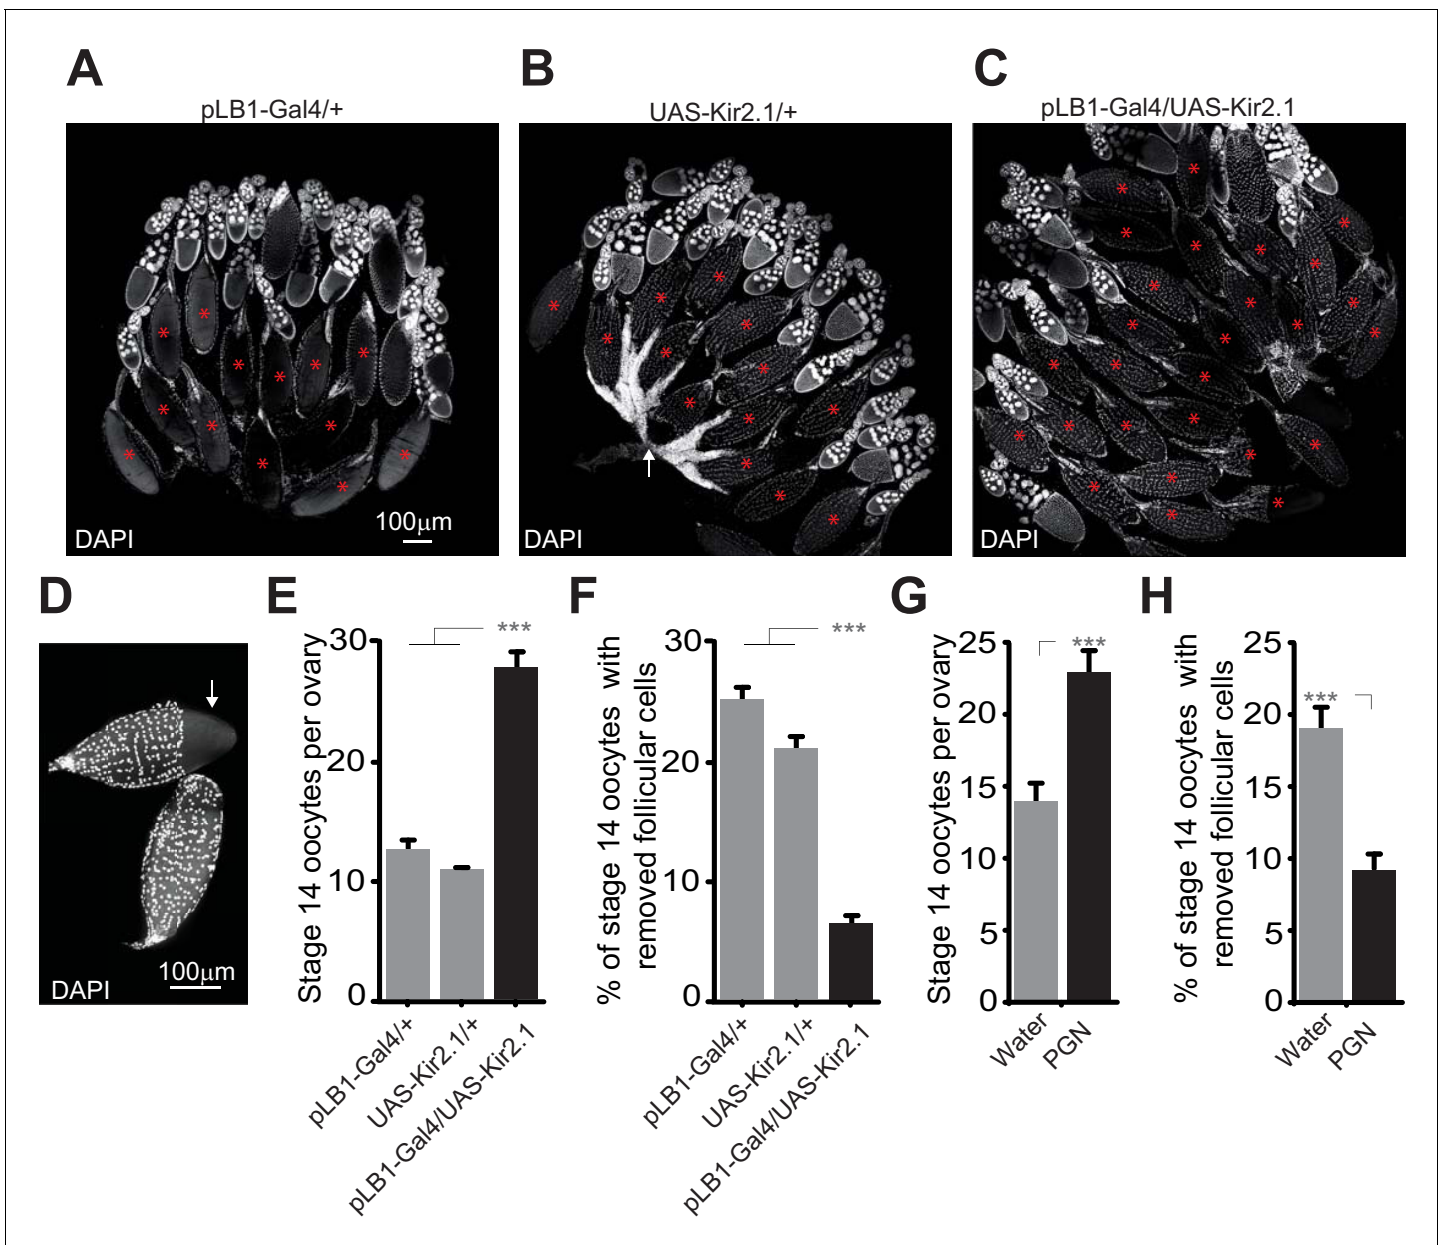 A
B
C
pLB1-Gal4/+
UAS-Kir2.1/+
pLB1-Gal4/UAS-Kir2.1
* * * * * * * * * * * *
100µm
DAPI
DAPI
DAPI
D
100µm
DAPI
E
Stage 14 oocytes per ovary
30
20
10
0
***
pLB1-Gal4/+
UAS-Kir2.1/+
pLB1-Gal4/UAS-Kir2.1
F
% of stage 14 oocytes with
removed follicular cells
30
20
10
0
***
pLB1-Gal4/+
UAS-Kir2.1/+
pLB1-Gal4/UAS-Kir2.1
G
Stage 14 oocytes per ovary
25
20
15
10
5
0
***
Water
PGN
H
% of stage 14 oocytes with
removed follicular cells
25
20
15
10
5
0
***
Water
PGN